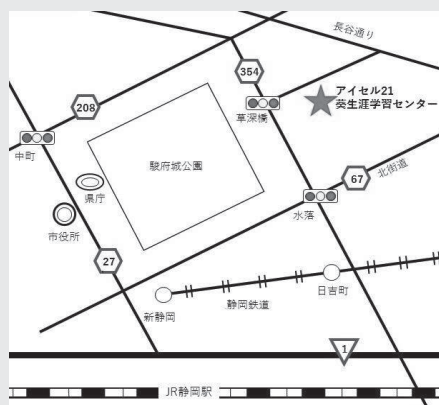 長谷通り
354
アイセル21
葵生涯学習センター
草深橋
208
中町
駿府城公園
県庁
67
北街道
水落
市役所
27
日吉町
静岡鉄道
新静岡
1
JR静岡駅